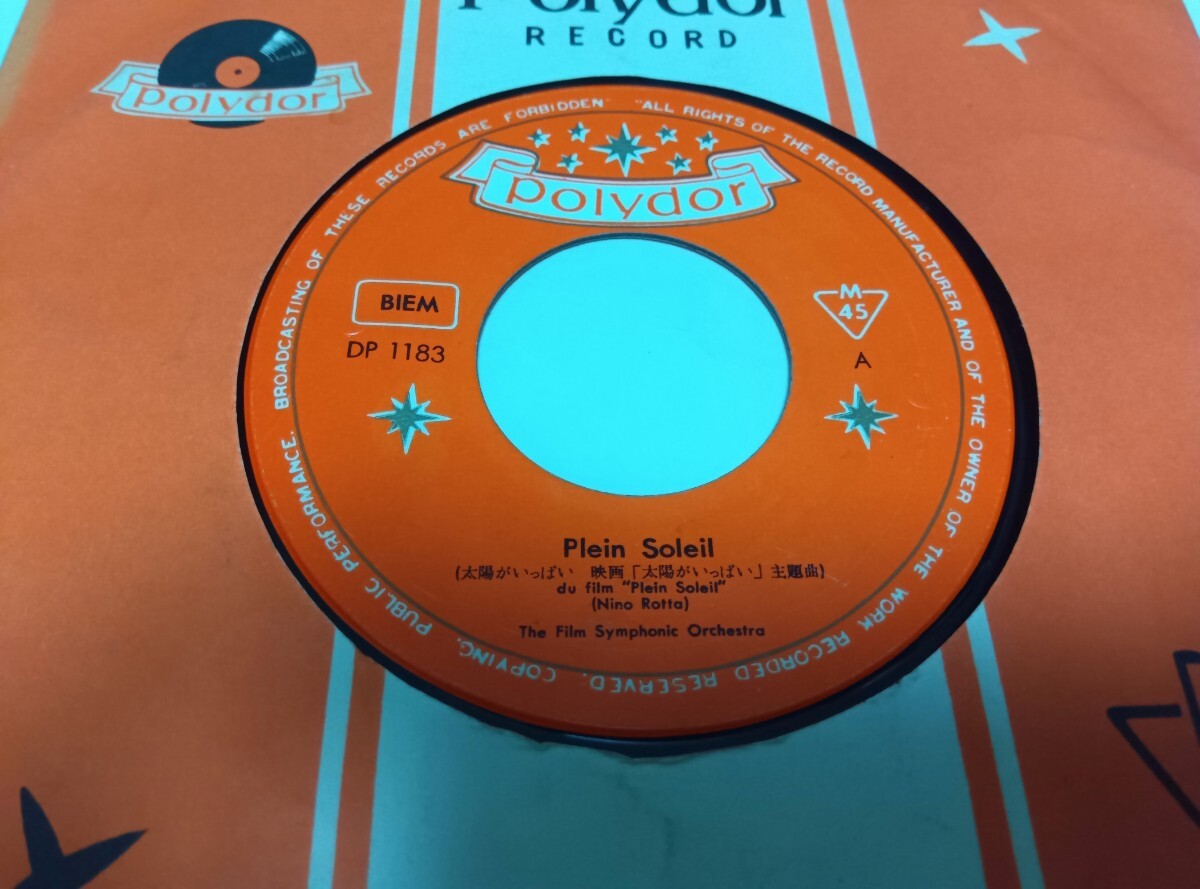 Polydor
RECORD
polydor
"ALL RIGHTS OF THE RECORD MANUFACTURER AND OF THE OWNER OF THE WORK RECORDED RESERVED. COPYING. PUBLIC PERFORMANCE. BROADCASTING OF THESE RECORDS ARE FORBIDDEN"
polydor
BIEM
M
45
DP 1183
A
Plein Soleil
(太陽がいっぱい 映画「太陽がいっぱい」主題曲)
du film "Plein Soleil"
(Nino Rotta)
The Film Symphonic Orchestra